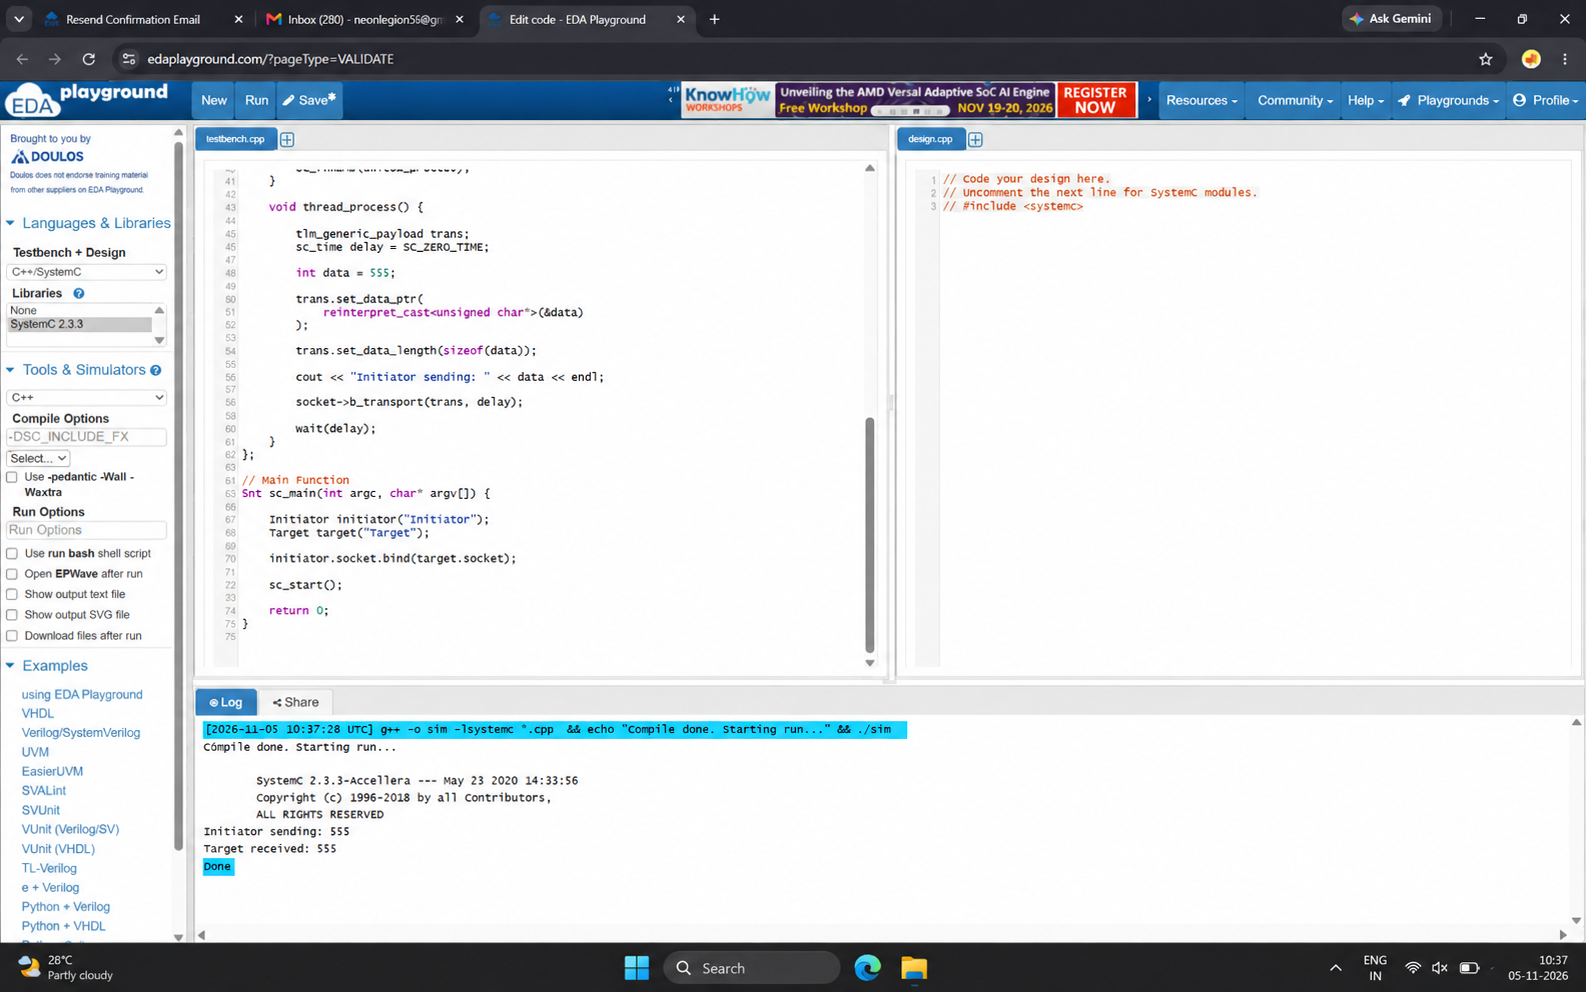 Resend Confirmation Email
Inbox (280) - neonlegion56@gm
Edit code - EDA Playground
Ask Gemini
edaplayground.com/?pageType=VALIDATE
EDA playground
New
Run
Save*
KnowHow WORKSHOPS
Unveiling the AMD Versal Adaptive SoC AI Engine
Free Workshop
NOV 19-20, 2026
REGISTER NOW
Resources
Community
Help
Playgrounds
Profile
Brought to you by
DOULOS
Doulos does not endorse training material
from other suppliers on EDA Playground.
Languages & Libraries
Testbench + Design
C++/SystemC
Libraries
None
SystemC 2.3.3
Tools & Simulators
C++
Compile Options
-DSC_INCLUDE_FX
Select...
Use -pedantic -Wall -
Waxtra
Run Options
Run Options
Use run bash shell script
Open EPWave after run
Show output text file
Show output SVG file
Download files after run
Examples
using EDA Playground
VHDL
Verilog/SystemVerilog
UVM
EasierUVM
SVALint
SVUnit
VUnit (Verilog/SV)
VUnit (VHDL)
TL-Verilog
e + Verilog
Python + Verilog
Python + VHDL
testbench.cpp
41 }
42
43 void thread_process() {
44
45 tlm_generic_payload trans;
45 sc_time delay = SC_ZERO_TIME;
47
48 int data = 555;
49
80 trans.set_data_ptr(
51 reinterpret_cast<unsigned char*>(&data)
52 );
53
54 trans.set_data_length(sizeof(data));
55
56 cout << "Initiator sending: " << data << endl;
57
56 socket->b_transport(trans, delay);
58
60 wait(delay);
61 }
62 };
63
61 // Main Function
63 Snt sc_main(int argc, char* argv[]) {
66
67 Initiator initiator("Initiator");
68 Target target("Target");
69
70 initiator.socket.bind(target.socket);
71
72 sc_start();
33
74 return 0;
75 }
75
design.cpp
1 // Code your design here.
2 // Uncomment the next line for SystemC modules.
3 // #include <systemc>
Log
Share
[2026-11-05 10:37:28 UTC] g++ -o sim -lsystemc *.cpp && echo "Compile done. Starting run..." && ./sim
Cómpile done. Starting run...
SystemC 2.3.3-Accellera --- May 23 2020 14:33:56
Copyright (c) 1996-2018 by all Contributors,
ALL RIGHTS RESERVED
Initiator sending: 555
Target received: 555
Done
28°C
Partly cloudy
Search
ENG
IN
10:37
05-11-2026